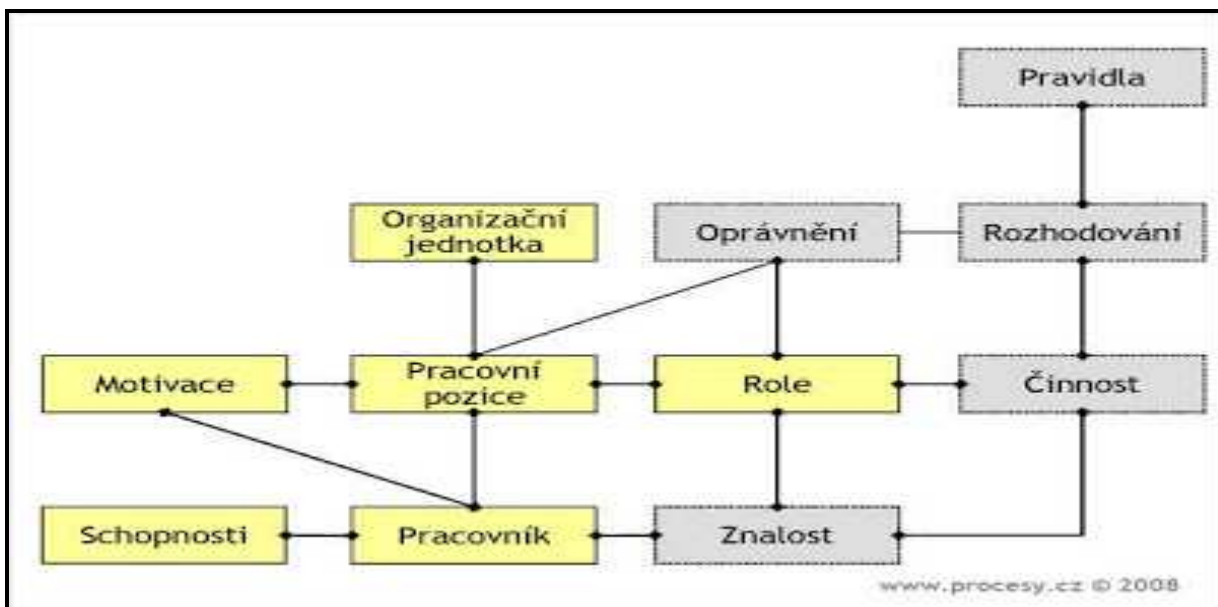 Pravidla
Organizační
jednotka
Oprávnění
Rozhodování
Motivace
Pracovní
pozice
Role
Činnost
Schopnosti
Pracovník
Znalost
www.procesy.cz © 2008